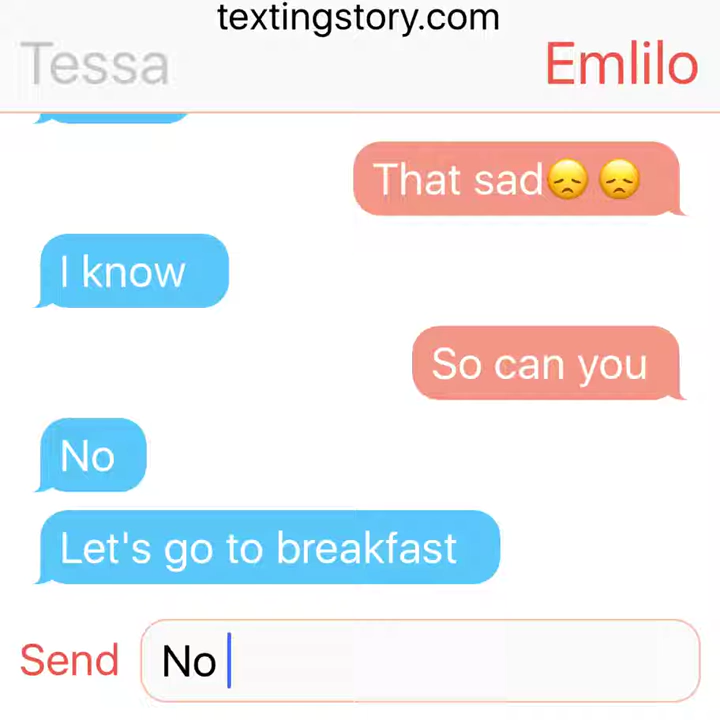 textingstory.com
Tessa
Emlilo
That sad😞😞
I know
So can you
No
Let's go to breakfast
Send
No